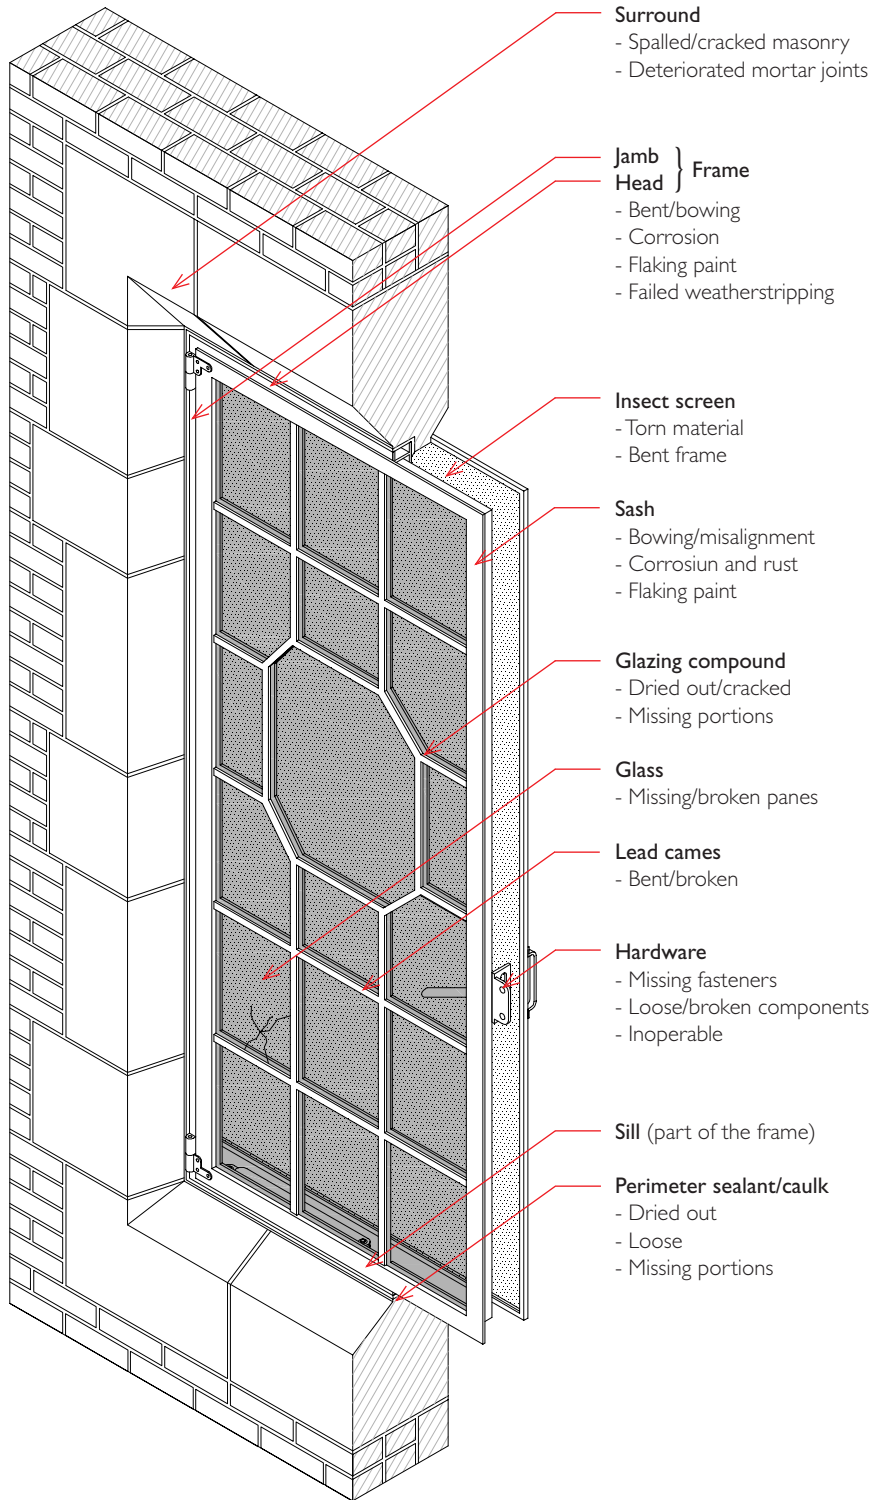 Surround
- Spalled/cracked masonry
- Deteriorated mortar joints
Jamb
Head } Frame
- Bent/bowing
- Corrosion
- Flaking paint
- Failed weatherstripping
Insect screen
- Torn material
- Bent frame
Sash
- Bowing/misalignment
- Corrosiun and rust
- Flaking paint
Glazing compound
- Dried out/cracked
- Missing portions
Glass
- Missing/broken panes
Lead cames
- Bent/broken
Hardware
- Missing fasteners
- Loose/broken components
- Inoperable
Sill (part of the frame)
Perimeter sealant/caulk
- Dried out
- Loose
- Missing portions